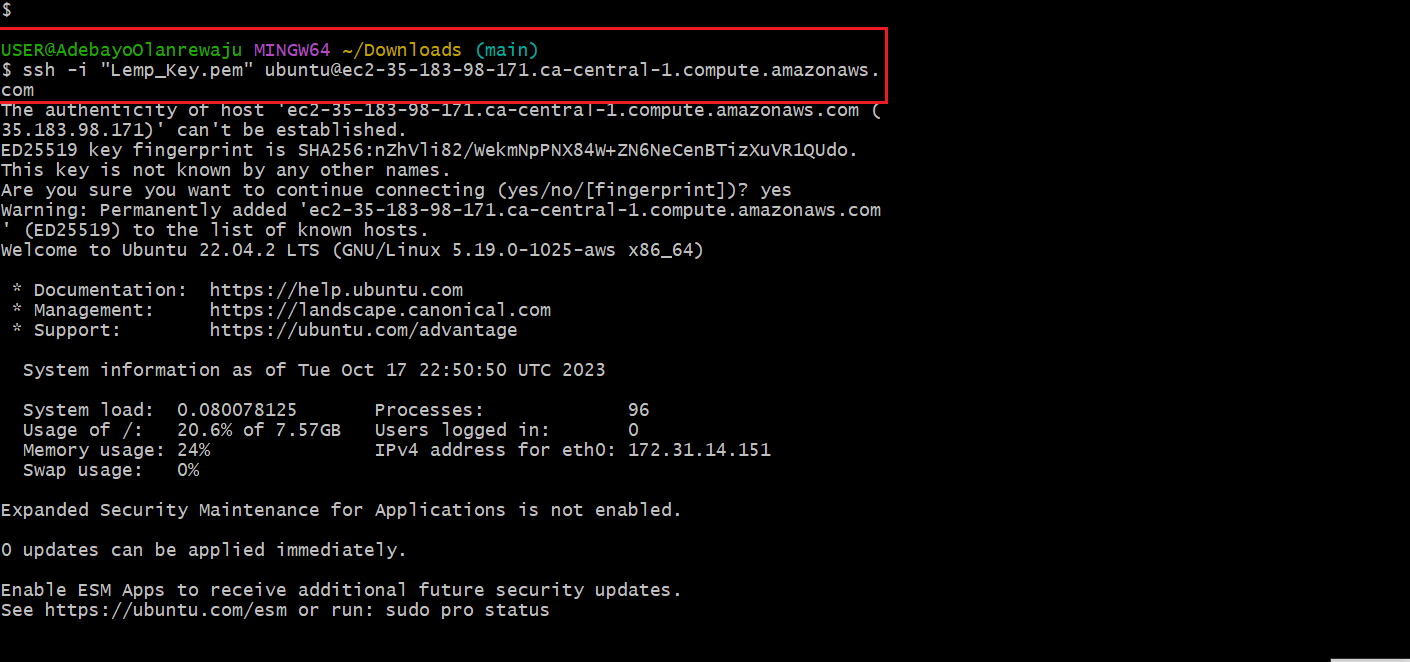 $
USER@AdebayoOlanrewaju MINGW64 ~/Downloads (main)
$ ssh -i "Lemp_Key.pem" ubuntu@ec2-35-183-98-171.ca-central-1.compute.amazonaws.
com
The authenticity of host 'ec2-35-183-98-171.ca-central-1.compute.amazonaws.com (
35.183.98.171)' can't be established.
ED25519 key fingerprint is SHA256:nZhVli82/WekmNpPNX84W+ZN6NeCenBTizXuVR1QUdo.
This key is not known by any other names.
Are you sure you want to continue connecting (yes/no/[fingerprint])? yes
Warning: Permanently added 'ec2-35-183-98-171.ca-central-1.compute.amazonaws.com
' (ED25519) to the list of known hosts.
Welcome to Ubuntu 22.04.2 LTS (GNU/Linux 5.19.0-1025-aws x86_64)
* Documentation:  https://help.ubuntu.com
* Management:     https://landscape.canonical.com
* Support:        https://ubuntu.com/advantage
System information as of Tue Oct 17 22:50:50 UTC 2023
System load:  0.080078125       Processes:             96
Usage of /:   20.6% of 7.57GB   Users logged in:       0
Memory usage: 24%               IPv4 address for eth0: 172.31.14.151
Swap usage:   0%
Expanded Security Maintenance for Applications is not enabled.
0 updates can be applied immediately.
Enable ESM Apps to receive additional future security updates.
See https://ubuntu.com/esm or run: sudo pro status